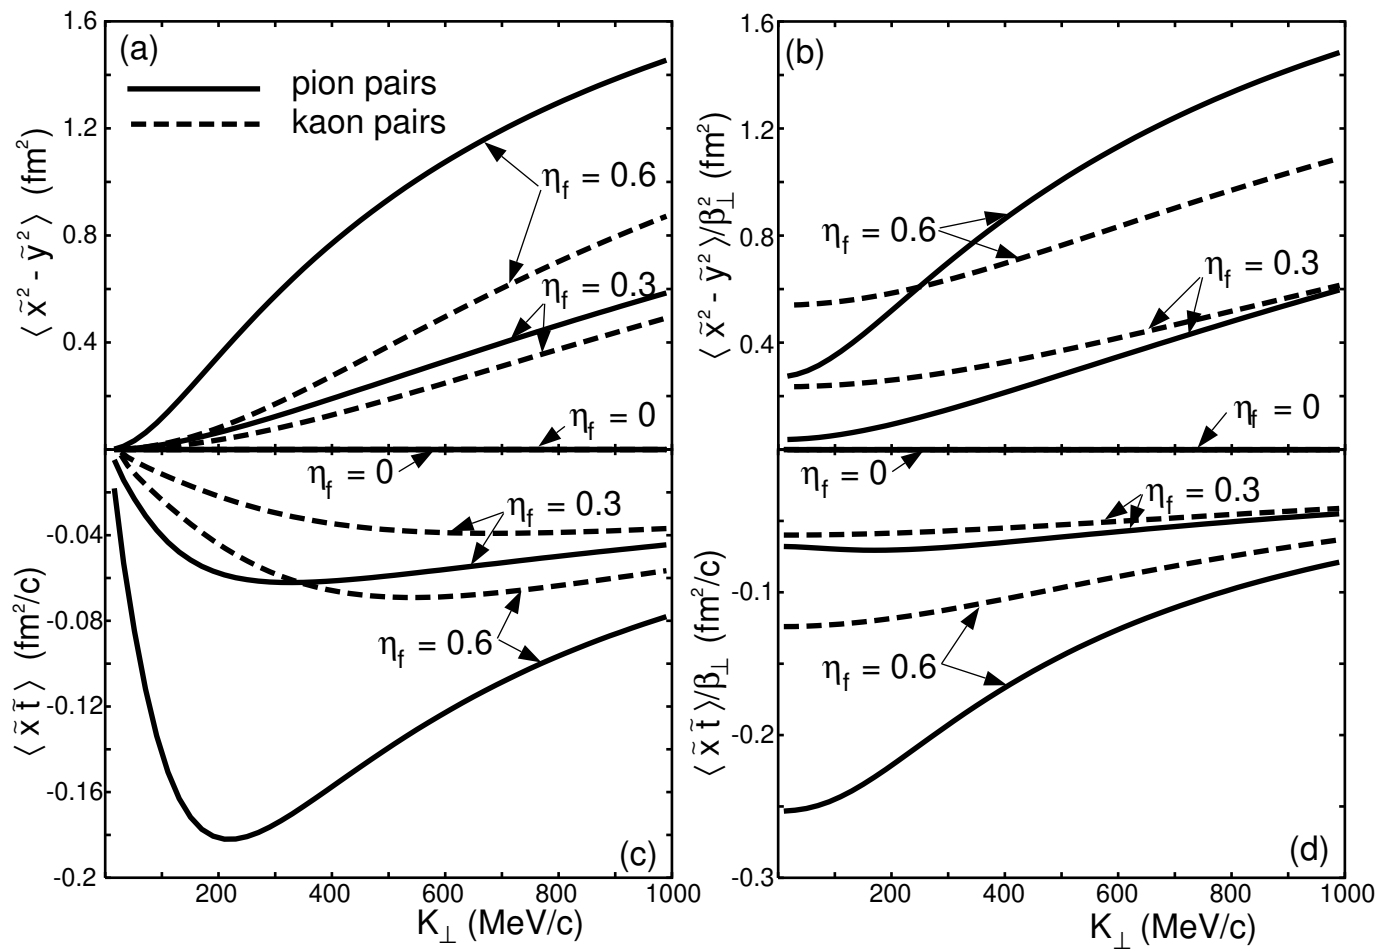 (a)
pion pairs
kaon pairs
η_f = 0.6
η_f = 0.3
η_f = 0
1.6
1.2
0.8
0.4
⟨ x̃² - ỹ² ⟩ (fm²)
(b)
η_f = 0.6
η_f = 0.3
η_f = 0
1.6
1.2
0.8
0.4
⟨ x̃² - ỹ² ⟩/β⊥² (fm²)
η_f = 0
η_f = 0.3
η_f = 0.6
(c)
-0.04
-0.08
-0.12
-0.16
-0.2
⟨ x̃ t̃ ⟩ (fm²/c)
200 400 600 800 1000
K⊥ (MeV/c)
η_f = 0
η_f = 0.3
η_f = 0.6
(d)
-0.1
-0.2
-0.3
⟨ x̃ t̃ ⟩/β⊥ (fm²/c)
200 400 600 800 1000
K⊥ (MeV/c)